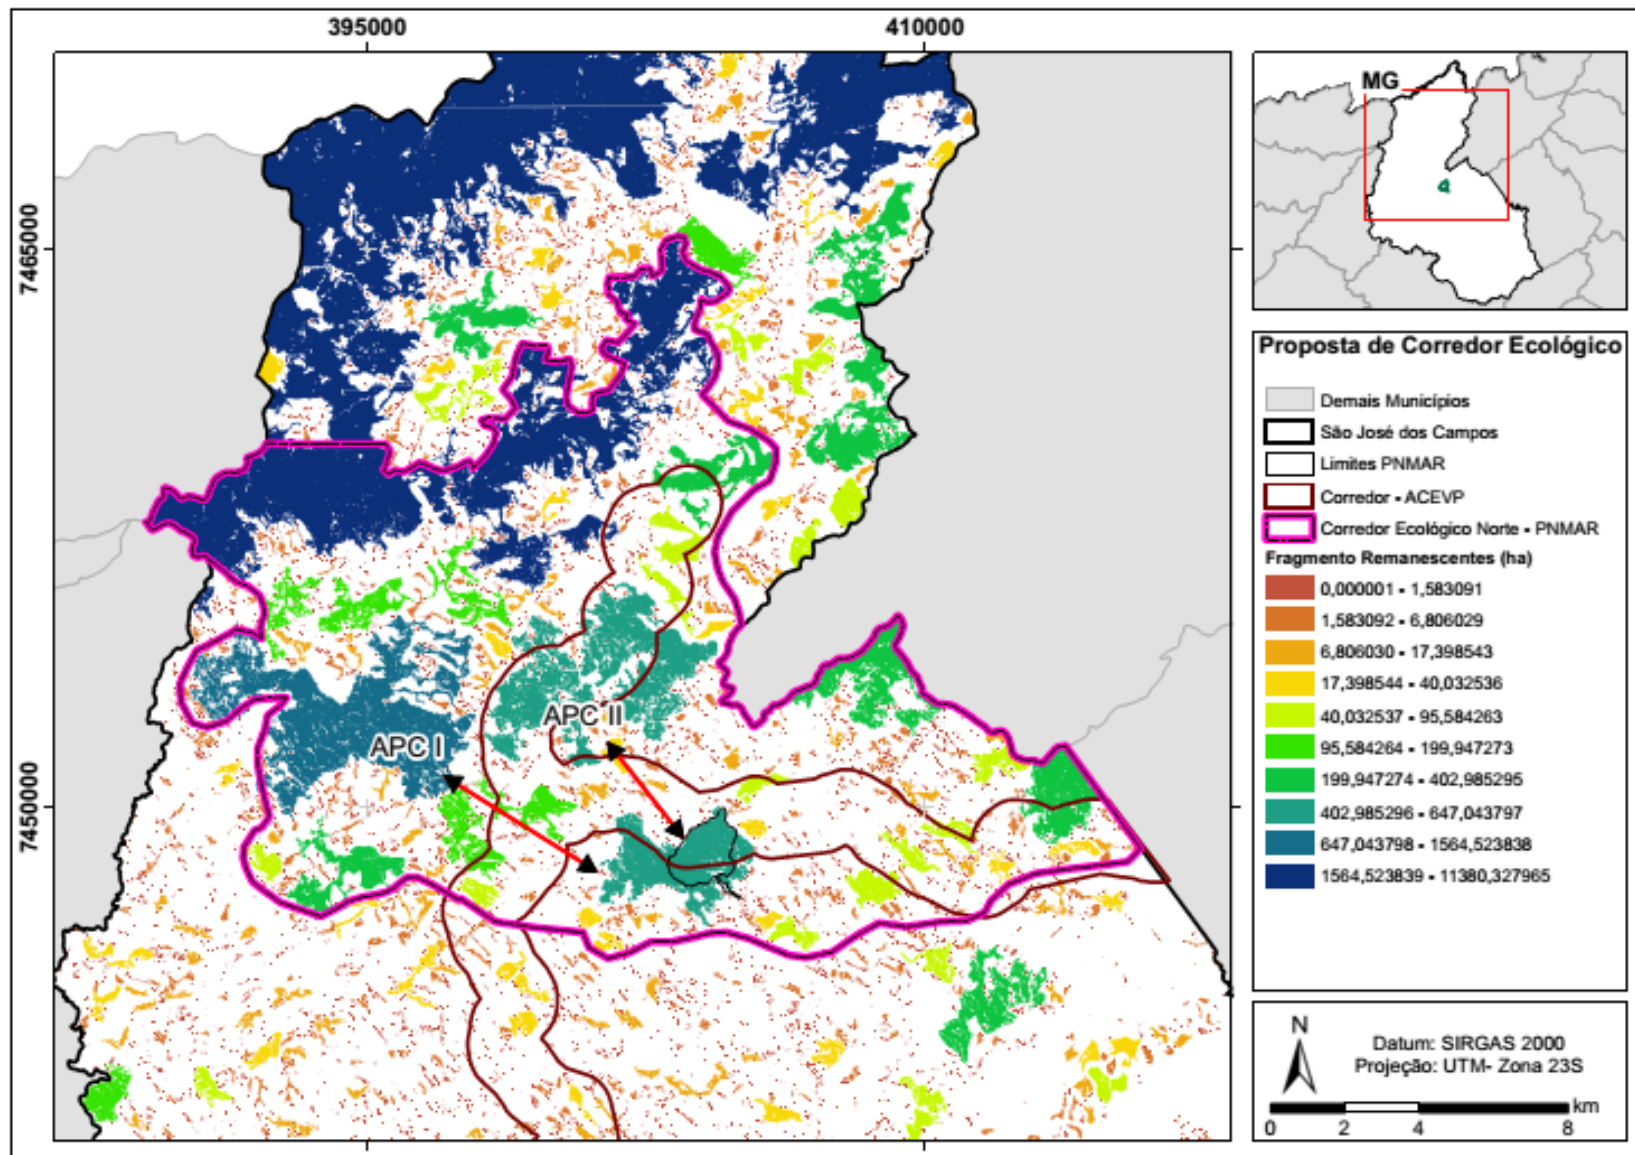 395000
410000
7465000
7450000
APC I
APC II
MG
Proposta de Corredor Ecológico
Demais Municípios
São José dos Campos
Limites PNMAR
Corredor - ACEVP
Corredor Ecológico Norte - PNMAR
Fragmento Remanescentes (ha)
0,000001 - 1,583091
1,583092 - 6,806029
6,806030 - 17,398543
17,398544 - 40,032536
40,032537 - 95,584263
95,584264 - 199,947273
199,947274 - 402,985295
402,985296 - 647,043797
647,043798 - 1564,523838
1564,523839 - 11380,327965
N
Datum: SIRGAS 2000
Projeção: UTM- Zona 23S
km
0 2 4 8